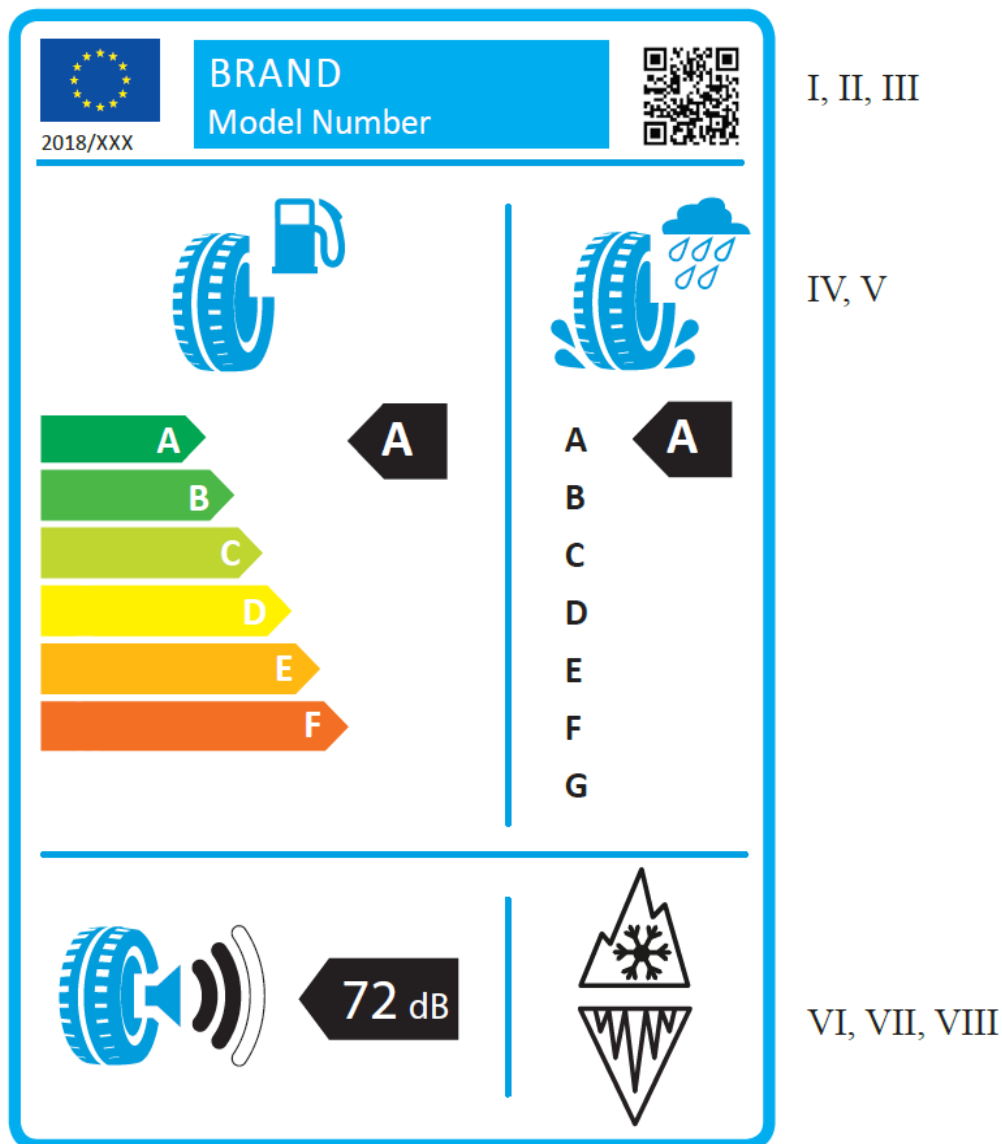 BRAND
Model Number
2018/XXX
I, II, III
IV, V
A
A
B
C
D
E
F
A
A
B
C
D
E
F
G
72 dB
VI, VII, VIII